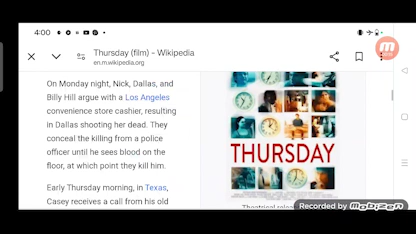 4:00
Thursday (film) – Wikipedia
en.m.wikipedia.org
On Monday night, Nick, Dallas, and
Billy Hill argue with a Los Angeles
convenience store cashier, resulting
in Dallas shooting her dead. They
conceal the killing from a police
officer until he sees blood on the
floor, at which point they kill him.
Early Thursday morning, in Texas,
Casey receives a call from his old
THURSDAY
Theatrical relea
Recorded by mobizen